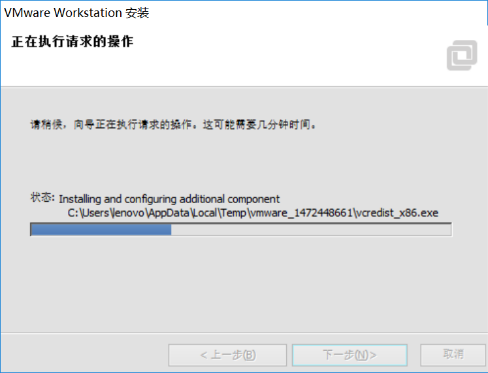 VMware Workstation 安装
正在执行请求的操作
请稍候，向导正在执行请求的操作。这可能需要几分钟时间。
状态: Installing and configuring additional component
C:\Users\lenovo\AppData\Local\Temp\vmware_1472448661\vcredist_x86.exe
< 上一步(B) 下一步(N)> 取消